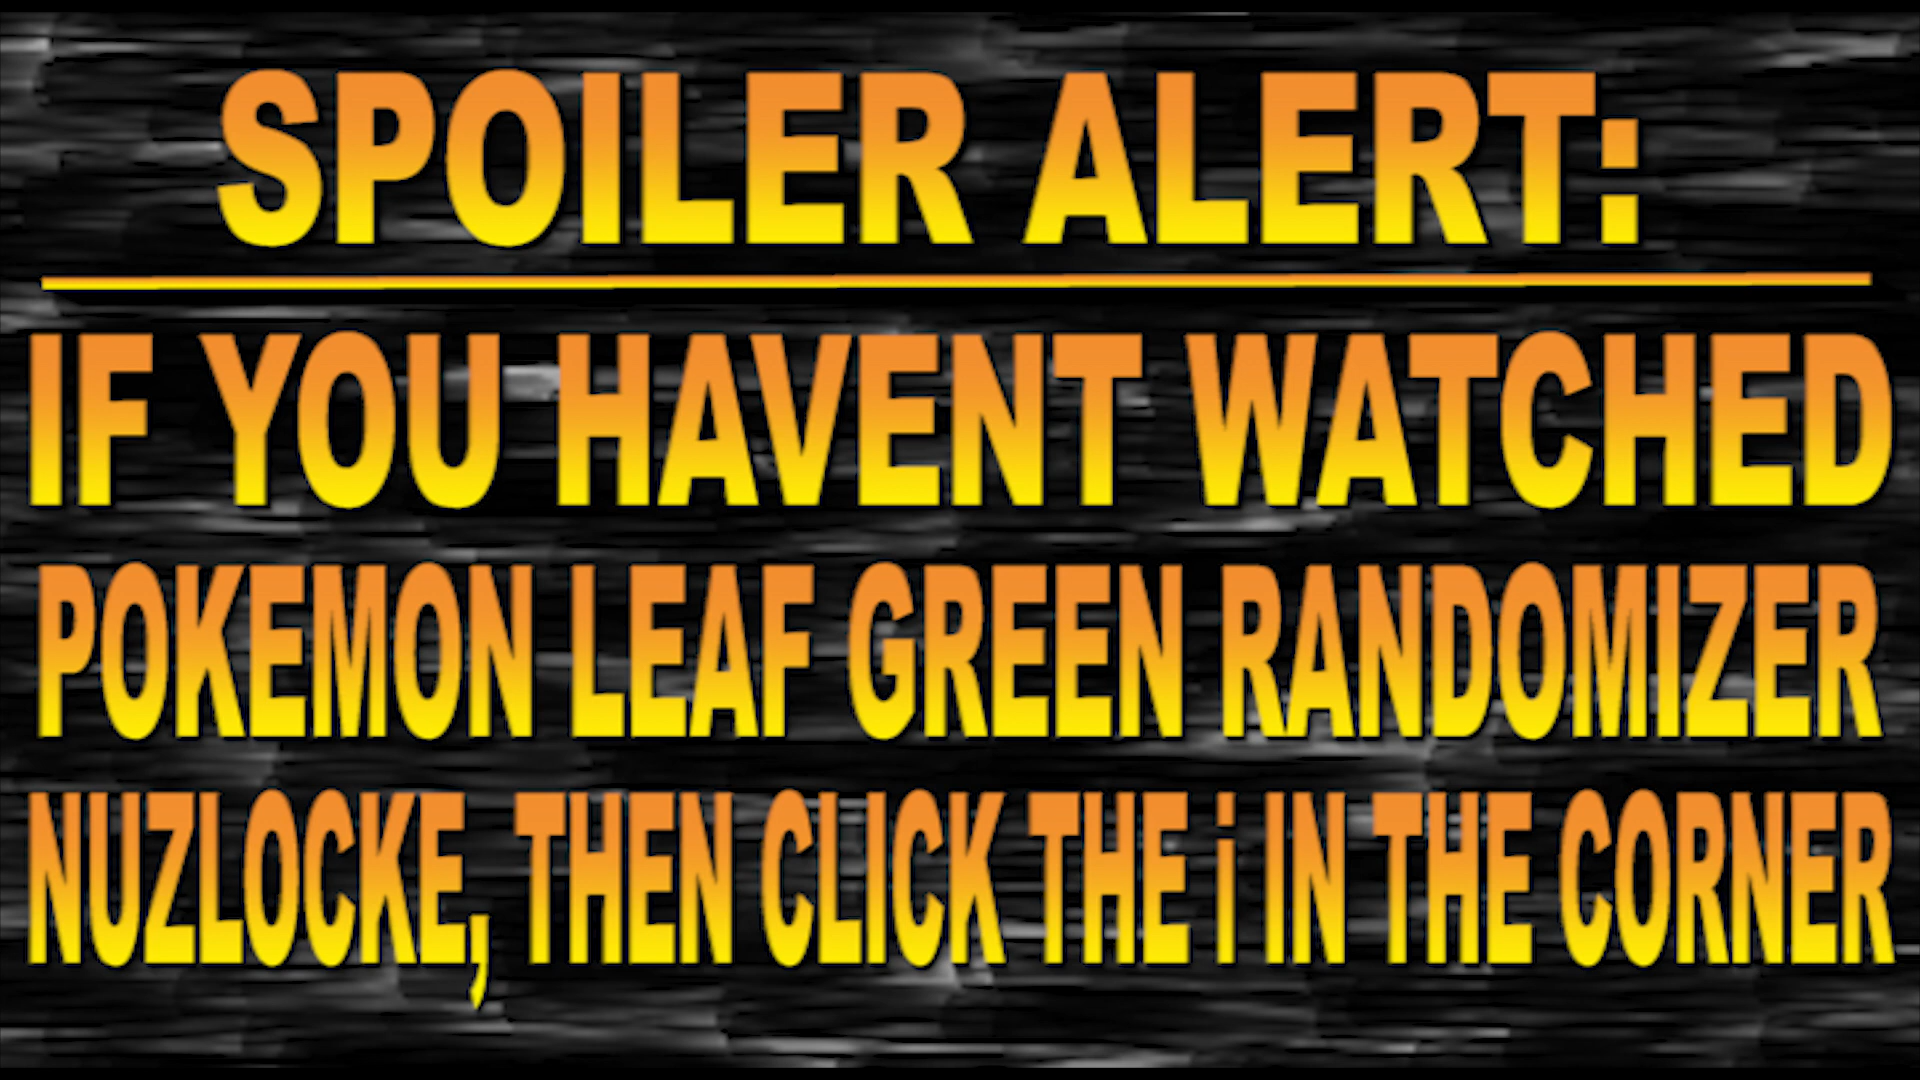 SPOILER ALERT:
IF YOU HAVENT WATCHED
POKEMON LEAF GREEN RANDOMIZER
NUZLOCKE, THEN CLICK THE i IN THE CORNER